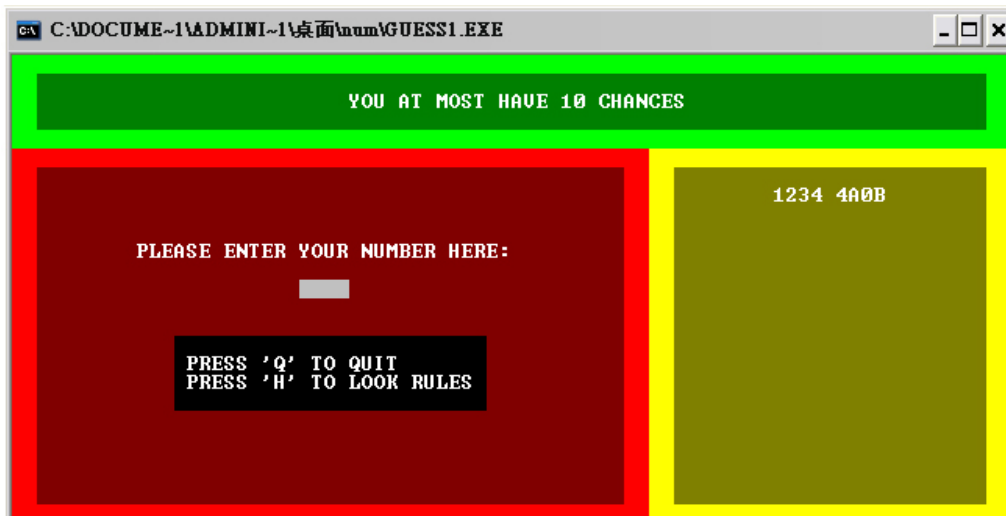 C:\DOCUME~1\ADMINI~1\桌面\num\GUESS1.EXE
YOU AT MOST HAVE 10 CHANCES
PLEASE ENTER YOUR NUMBER HERE:
PRESS 'Q' TO QUIT
PRESS 'H' TO LOOK RULES
1234 4A0B